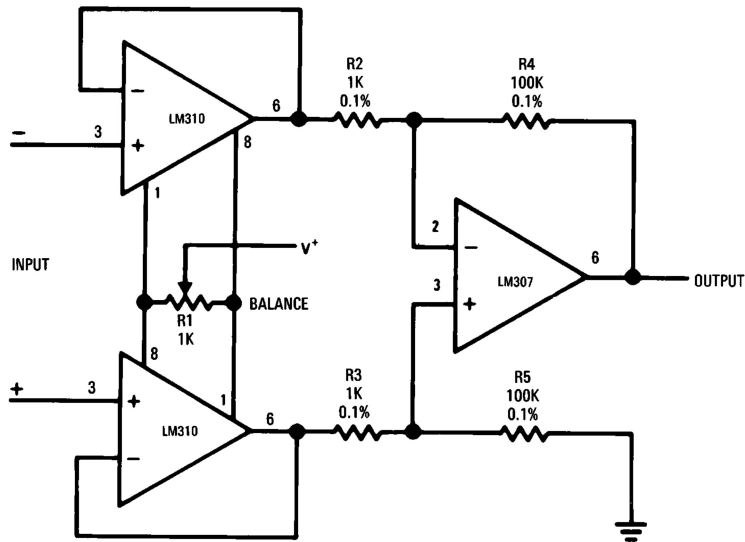 R2
1K
0.1%
R4
100K
0.1%
−
LM310
6
−
3
+
8
1
2
−
6
V⁺
INPUT
LM307
OUTPUT
3
+
BALANCE
R1
1K
8
R3
1K
0.1%
R5
100K
0.1%
+
3
+
1
6
LM310
−